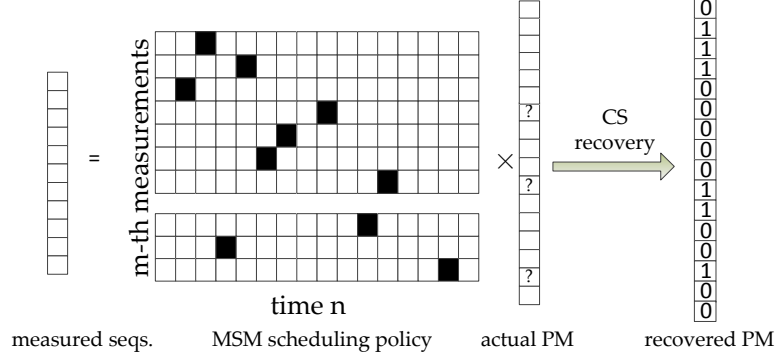 m-th measurements
=
×
time n
?
?
?
CS
recovery
0
1
1
1
0
0
0
0
0
1
1
0
0
1
0
0
measured seqs.
MSM scheduling policy
actual PM
recovered PM